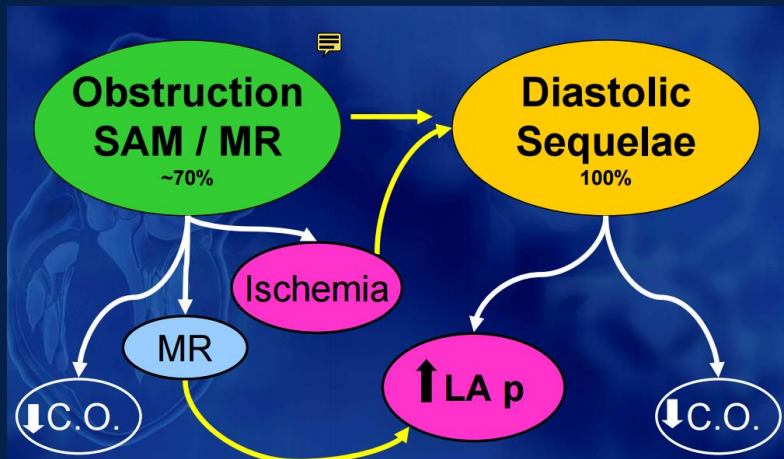 Obstruction
SAM / MR
~70%
Diastolic
Sequelae
100%
Ischemia
MR
⬆LA p
⬇C.O.
⬇C.O.